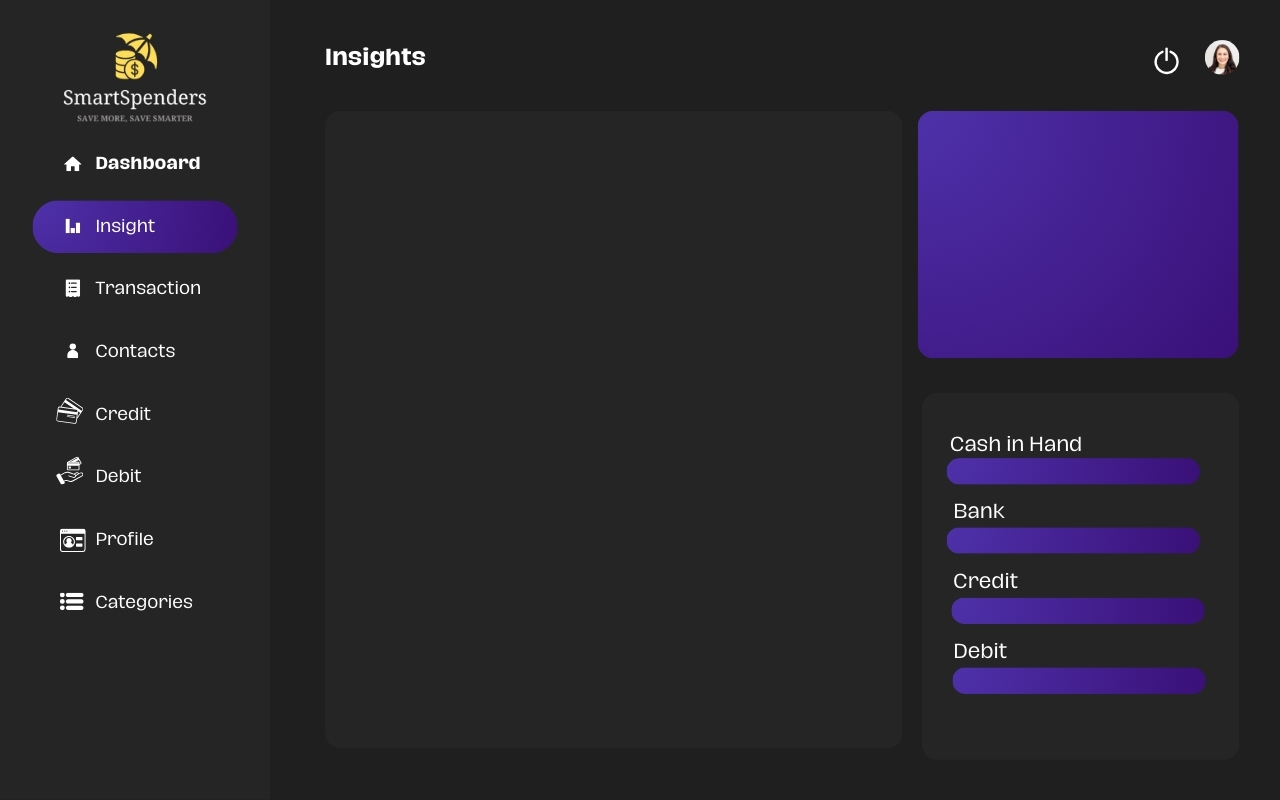 SmartSpenders
SAVE MORE, SAVE SMARTER
Dashboard
Insight
Transaction
Contacts
Credit
Debit
Profile
Categories
Insights
Cash in Hand
Bank
Credit
Debit